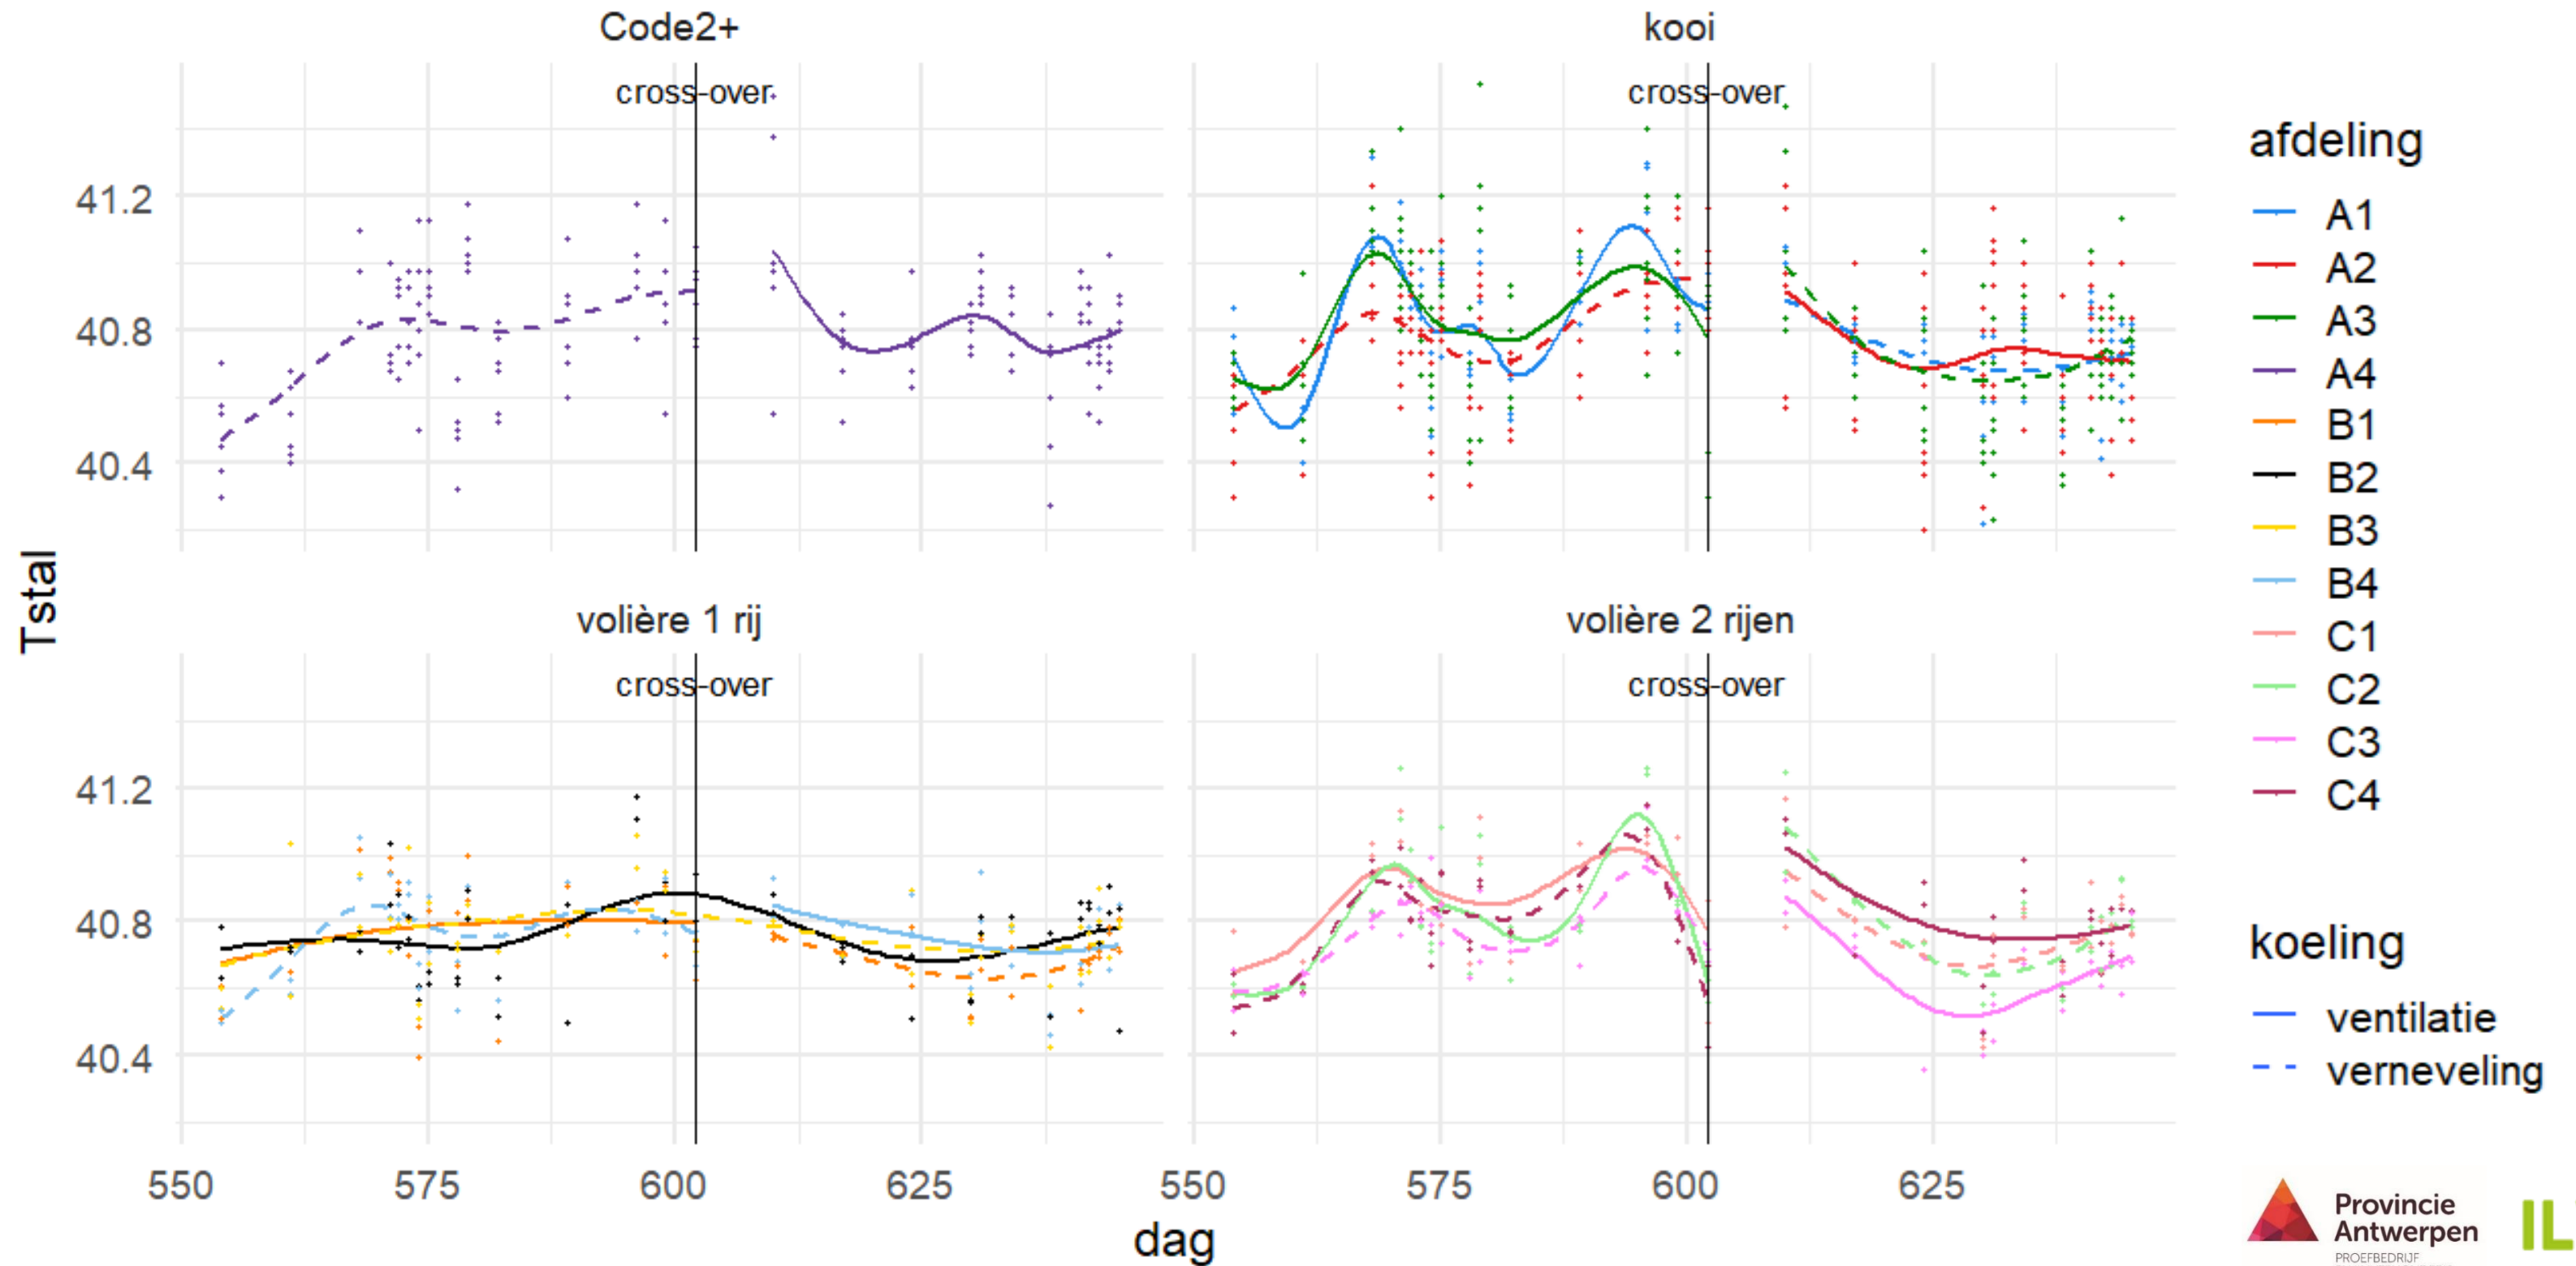 Code2+
kooi
cross-over
cross-over
41.2
40.8
40.4
Tstal
volière 1 rij
volière 2 rijen
cross-over
cross-over
41.2
40.8
40.4
550 575 600 625
550 575 600 625
dag
afdeling
A1
A2
A3
A4
B1
B2
B3
B4
C1
C2
C3
C4
koeling
ventilatie
verneveling
Provincie
Antwerpen
PROEFBEDRIJF
IL